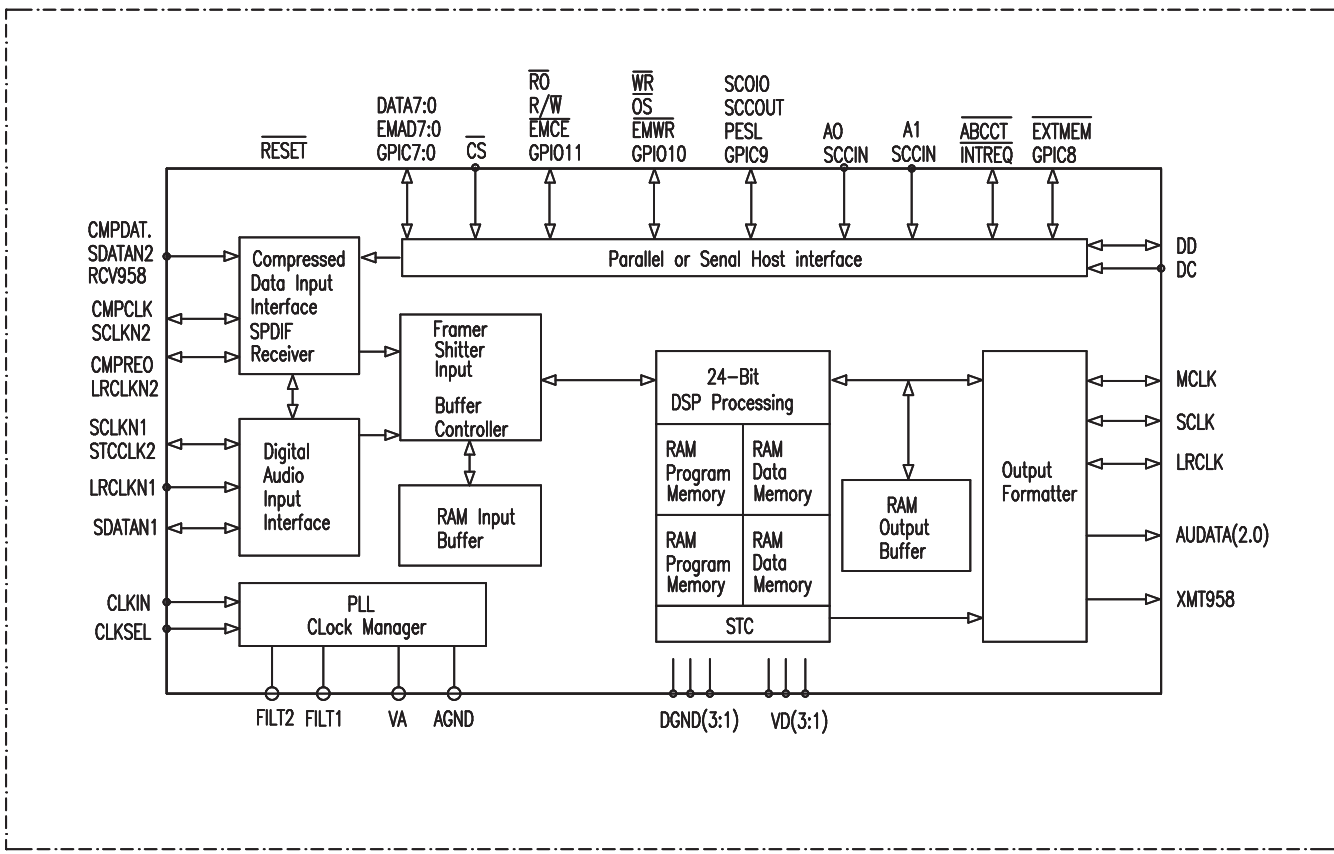 RO
R/W
EMCE
GPIO11
WR
OS
EMWR
GPIO10
SCOIO
SCCOUT
PESL
GPIC9
DATA7:0
EMAD7:0
GPIC7:0
RESET
CS
A0
SCCIN
A1
SCCIN
ABCCT
INTREQ
EXTMEM
GPIC8
CMPDAT.
SDATAN2
RCV958
CMPCLK
SCLKN2
CMPREO
LRCLKN2
SCLKN1
STCCLK2
LRCLKN1
SDATAN1
CLKIN
CLKSEL
Compressed
Data Input
Interface
SPDIF
Receiver
Parallel or Senal Host interface
DD
DC
Framer
Shitter
Input
Buffer
Controller
Digital
Audio
Input
Interface
RAM Input
Buffer
PLL
CLock Manager
24-Bit
DSP Processing
RAM
Program
Memory
RAM
Data
Memory
RAM
Program
Memory
RAM
Data
Memory
STC
RAM
Output
Buffer
Output
Formatter
MCLK
SCLK
LRCLK
AUDATA(2.0)
XMT958
FILT2
FILT1
VA
AGND
DGND(3:1)
VD(3:1)